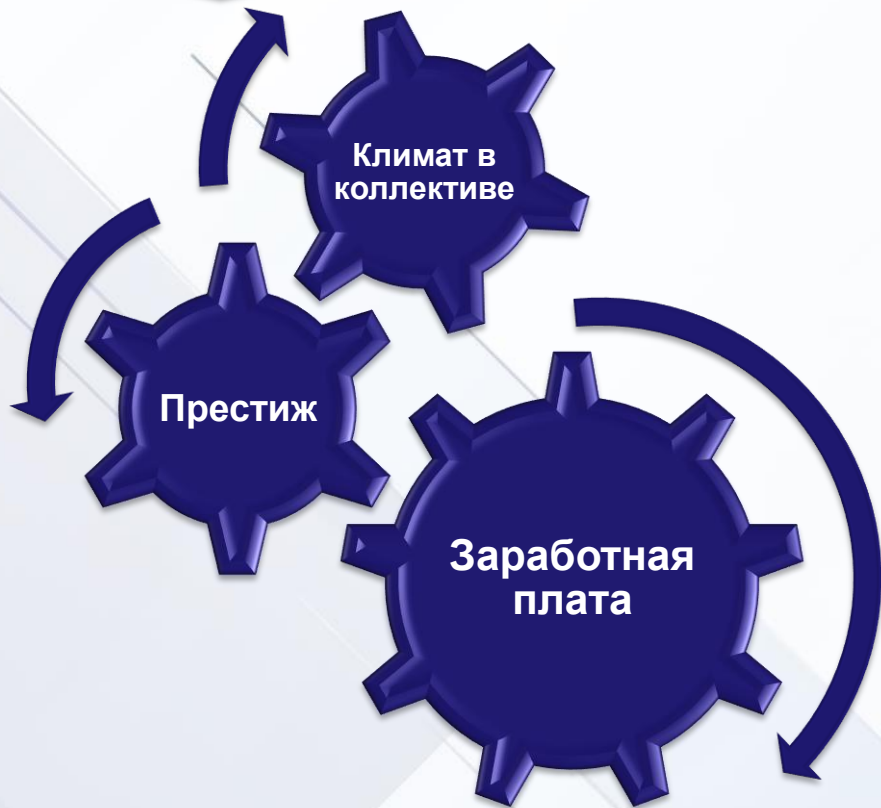 Климат в
коллективе
Престиж
Заработная
плата